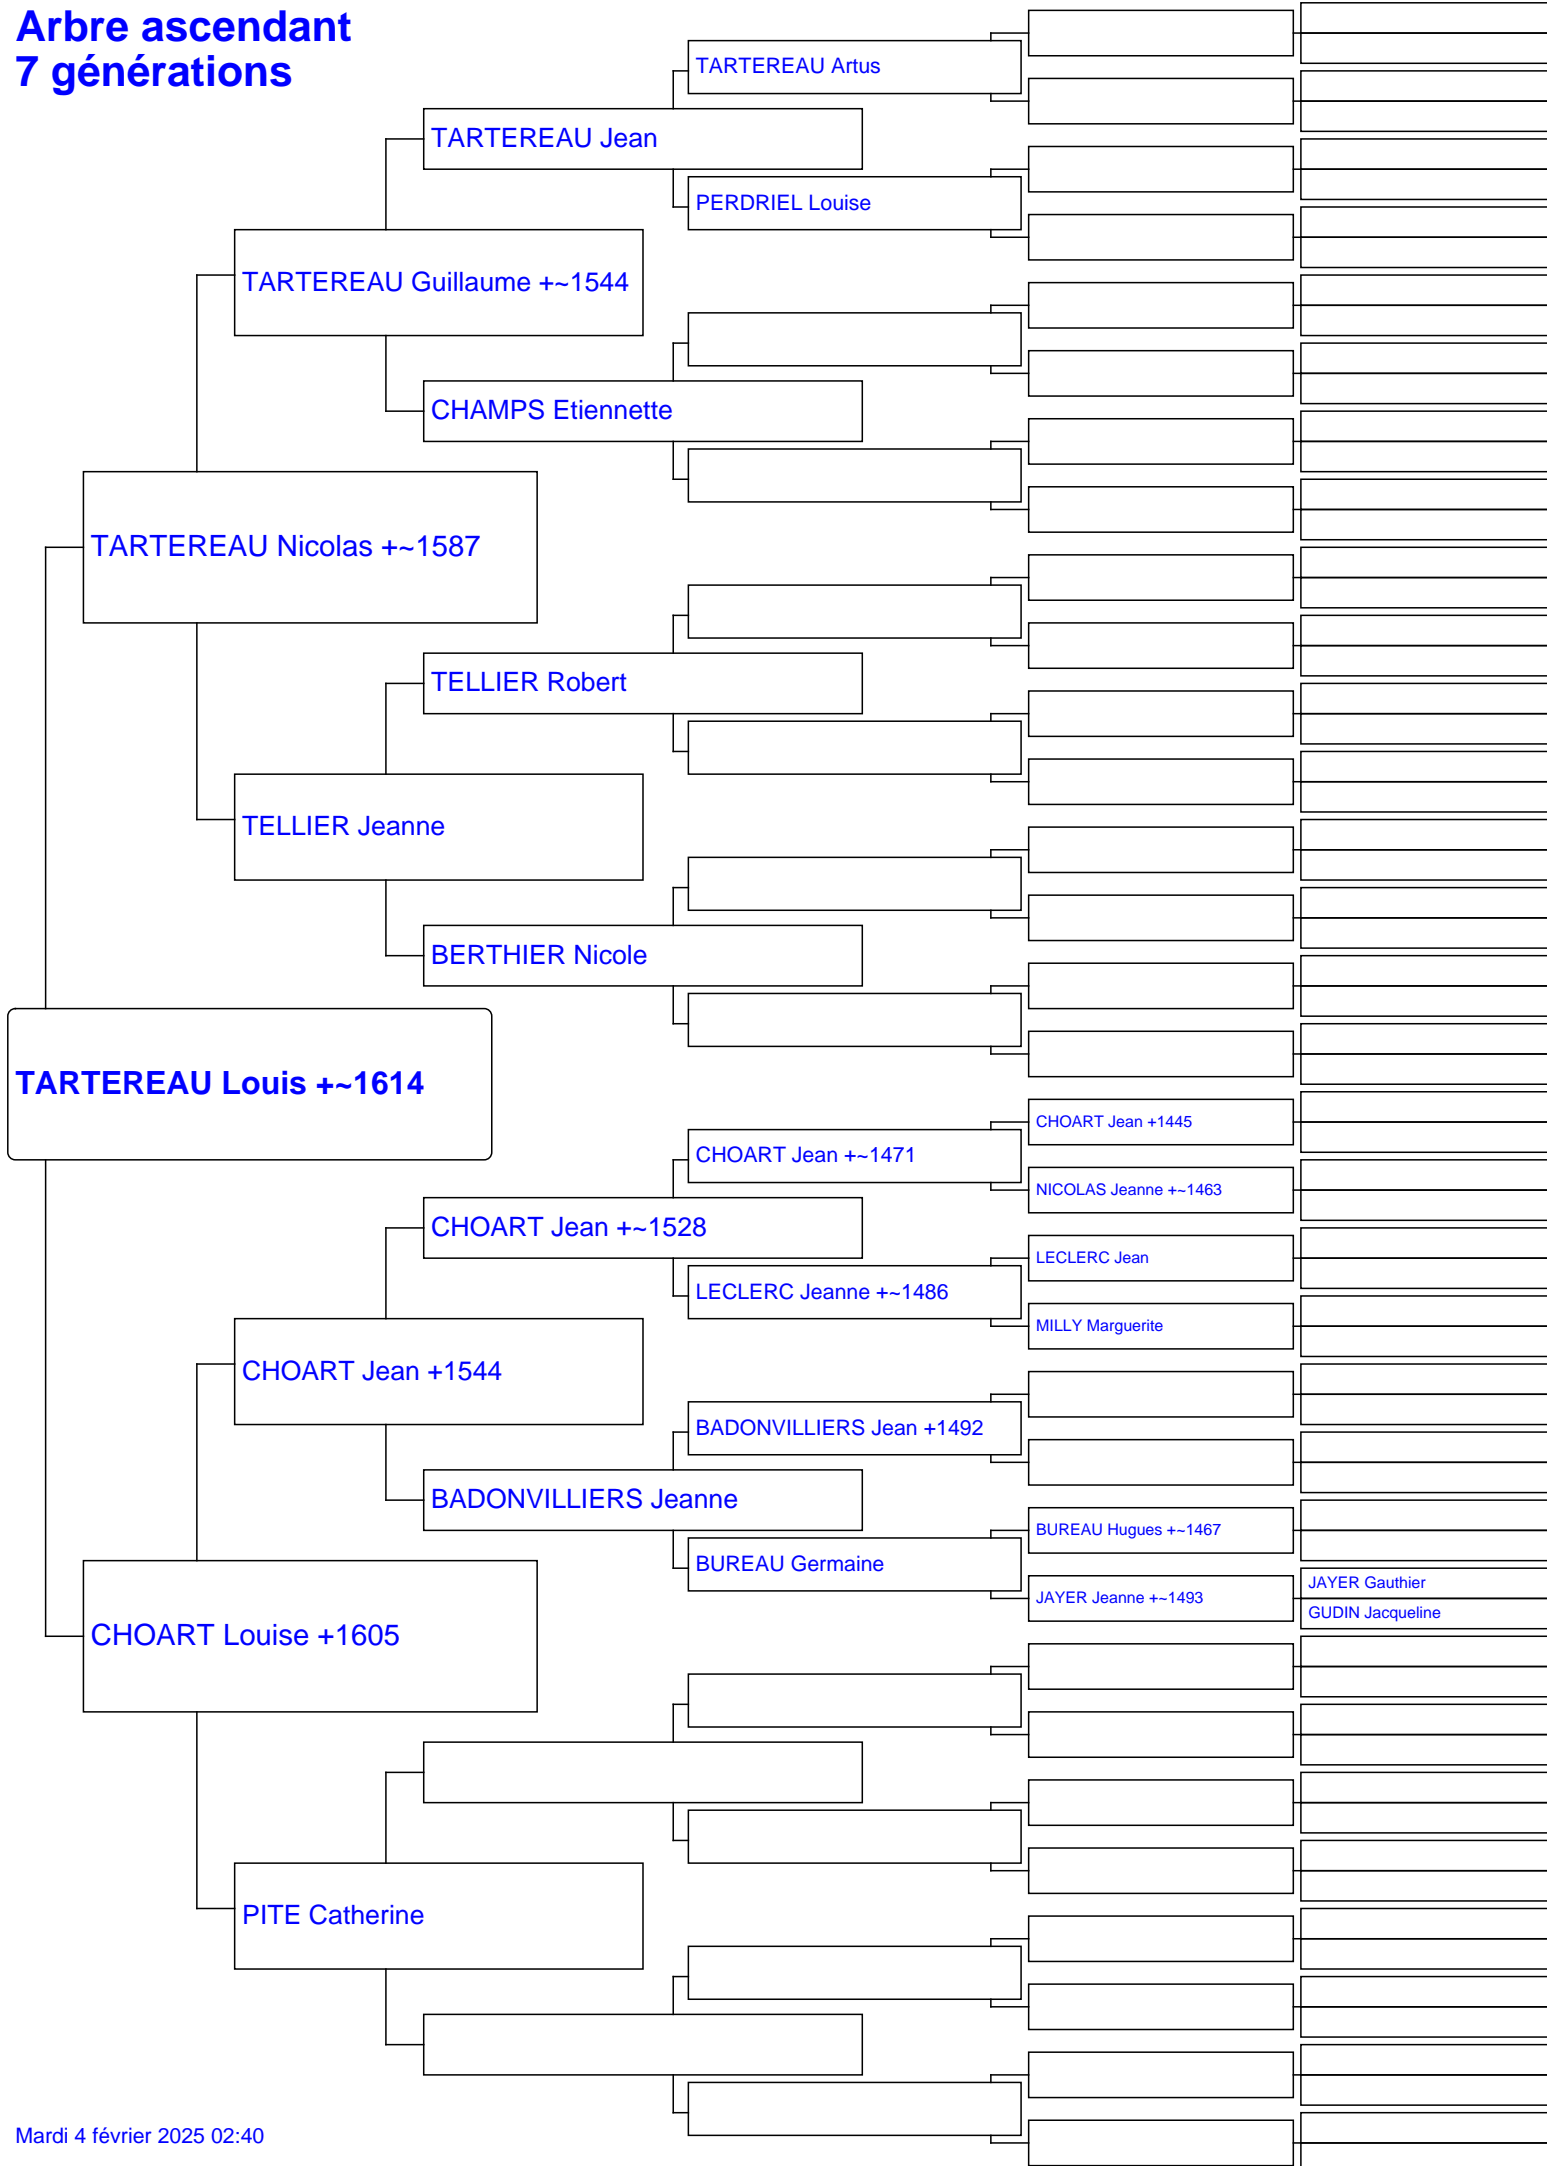 Arbre ascendant
7 générations
TARTEREAU Artus
TARTEREAU Jean
PERDRIEL Louise
TARTEREAU Guillaume +~1544
CHAMPS Etiennette
TARTEREAU Nicolas +~1587
TELLIER Robert
TELLIER Jeanne
BERTHIER Nicole
TARTEREAU Louis +~1614
CHOART Jean +1445
CHOART Jean +~1471
NICOLAS Jeanne +~1463
CHOART Jean +~1528
LECLERC Jean
LECLERC Jeanne +~1486
MILLY Marguerite
CHOART Jean +1544
BADONVILLIERS Jean +1492
BADONVILLIERS Jeanne
BUREAU Hugues +~1467
BUREAU Germaine
JAYER Gauthier
JAYER Jeanne +~1493
GUDIN Jacqueline
CHOART Louise +1605
PITE Catherine
Mardi 4 février 2025 02:40